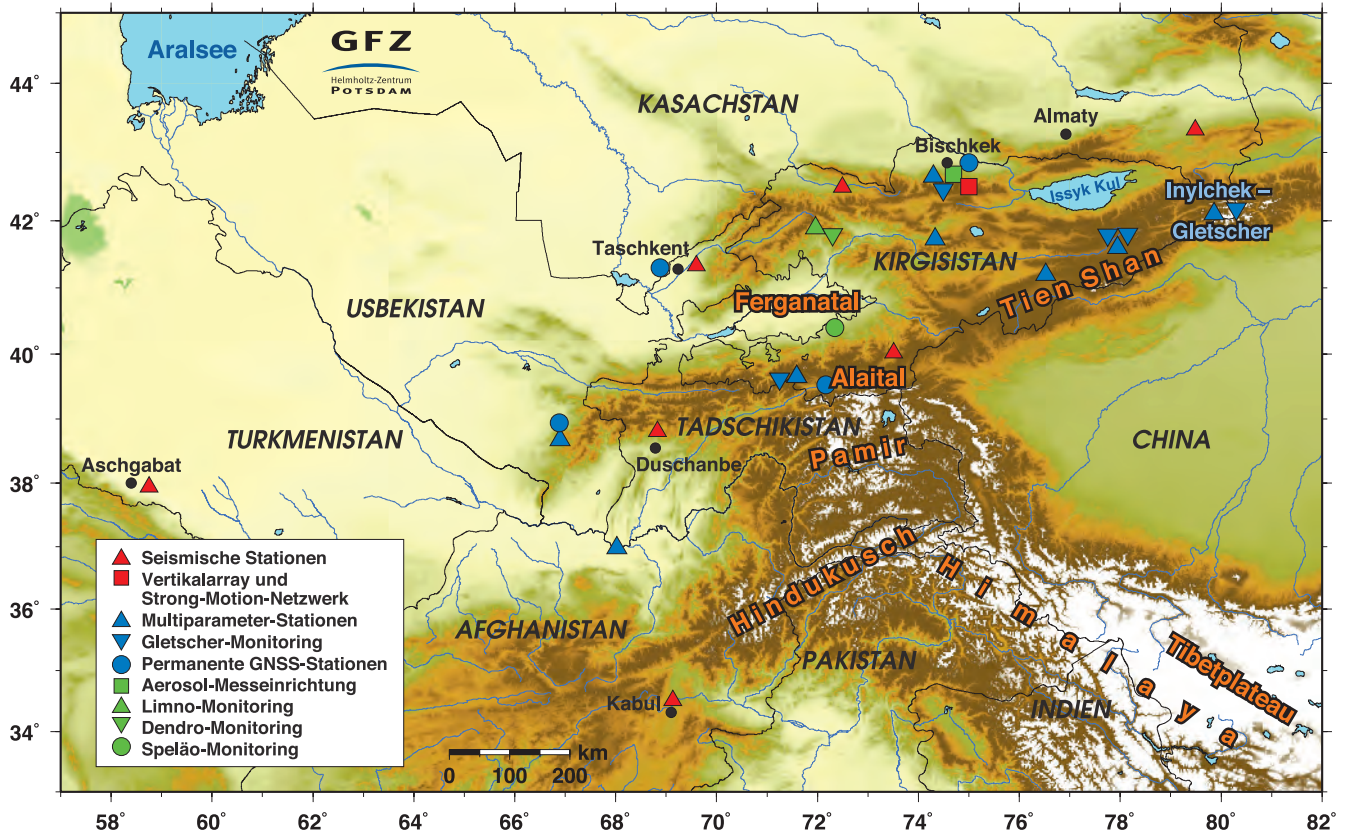 Aralsee
GFZ
Helmholtz-Zentrum
POTSDAM
KASACHSTAN
Almaty
Bischkek
Issyk Kul
Inylchek –
Gletscher
Taschkent
KIRGISISTAN
Tien Shan
USBEKISTAN
Ferganatal
Alaital
TURKMENISTAN
TADSCHIKISTAN
CHINA
Pamir
Duschanbe
Aschgabat
Hindukusch
Himalaya
Tibetplateau
AFGHANISTAN
PAKISTAN
INDIEN
Kabul
Seismische Stationen
Vertikalarray und
Strong-Motion-Netzwerk
Multiparameter-Stationen
Gletscher-Monitoring
Permanente GNSS-Stationen
Aerosol-Messeinrichtung
Limno-Monitoring
Dendro-Monitoring
Speläo-Monitoring
km
0 100 200
44°
42°
40°
38°
36°
34°
58° 60° 62° 64° 66° 68° 70° 72° 74° 76° 78° 80° 82°